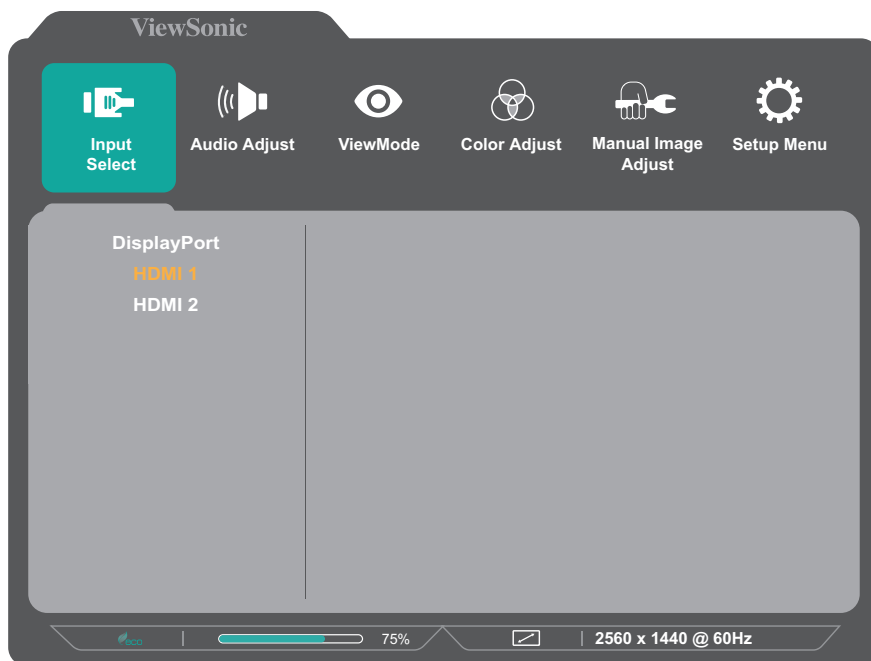 ViewSonic
Input
Select
Audio Adjust
ViewMode
Color Adjust
Manual Image
Adjust
Setup Menu
DisplayPort
HDMI 1
HDMI 2
eco
75%
2560 x 1440 @ 60Hz